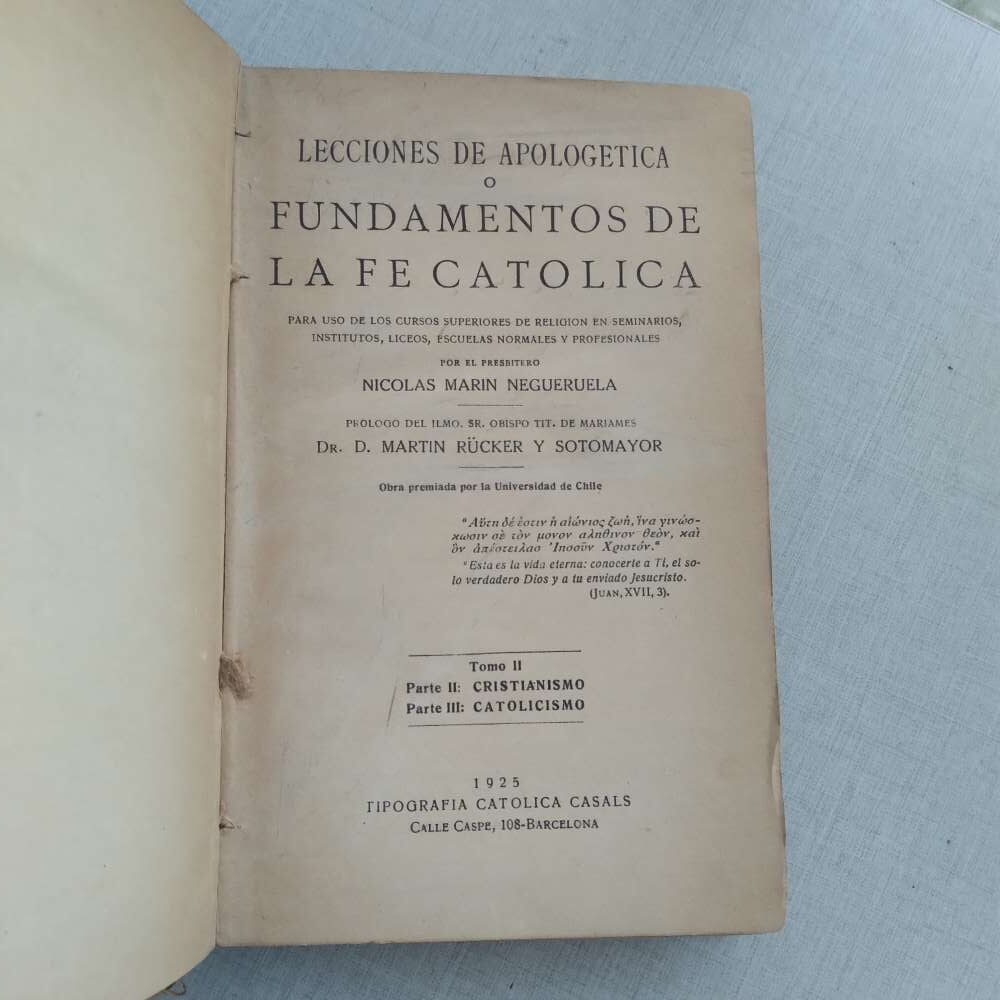 LECCIONES DE APOLOGETICA
O
FUNDAMENTOS DE
LA FE CATOLICA
PARA USO DE LOS CURSOS SUPERIORES DE RELIGION EN SEMINARIOS,
INSTITUTOS, LICEOS, ESCUELAS NORMALES Y PROFESIONALES
POR EL PRESBITERO
NICOLAS MARIN NEGUERUELA
PROLOGO DEL ILMO. SR. OBISPO TIT. DE MARIAMES
DR. D. MARTIN RÜCKER Y SOTOMAYOR
Obra premiada por la Universidad de Chile
"Αὕτη δέ ἐστιν ἡ αἰώνιος ζωή, ἵνα γινώσ-
κωσιν σὲ τὸν μονον αληθινον θεὸν, καὶ
ὃν ἀπέστειλας Ἰησοῦν Χριστόν."
"Esta es la vida eterna: conocerte a Ti, el so-
lo verdadero Dios y a tu enviado Jesucristo.
(JUAN, XVII, 3).
Tomo II
Parte II: CRISTIANISMO
Parte III: CATOLICISMO
1925
TIPOGRAFIA CATOLICA CASALS
CALLE CASPE, 108-BARCELONA